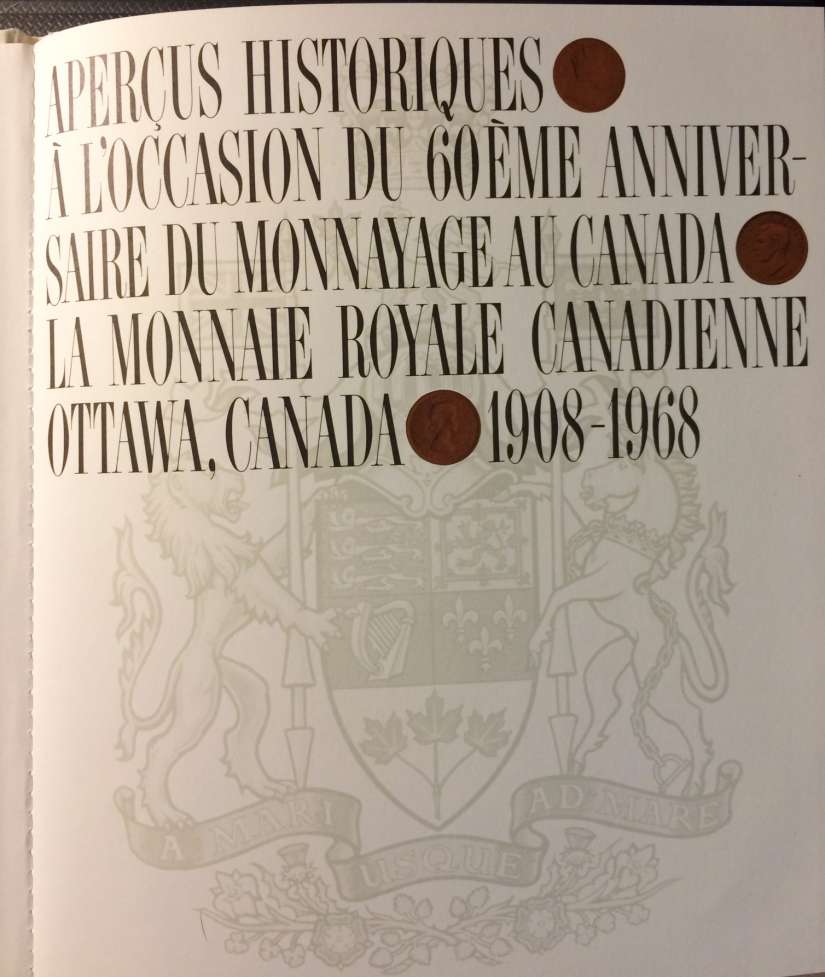 APERÇUS HISTORIQUES
À L'OCCASION DU 60ÈME ANNIVER-
SAIRE DU MONNAYAGE AU CANADA
LA MONNAIE ROYALE CANADIENNE
OTTAWA, CANADA 1908-1968
A MARI USQUE AD MARE